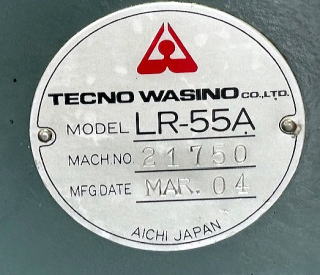 TECNO WASINO CO.,LTD.
MODEL LR-55A
MACH.NO 21750
MFG DATE MAR. 04
AICHI JAPAN